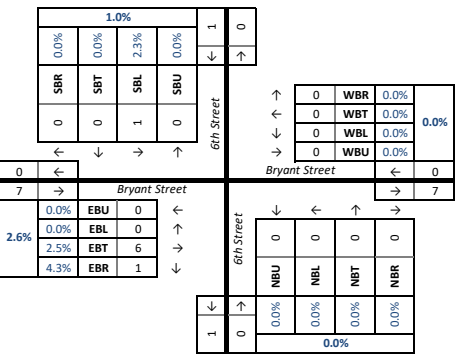 1.0%
0.0% 0.0% 2.3% 0.0%
SBR SBT SBL SBU
0 0 1 0
← ↓ → ↑
1 0
↓ ↑
6th Street
↑ 0 WBR 0.0%
← 0 WBT 0.0%
↓ 0 WBL 0.0%
→ 0 WBU 0.0%
0.0%
Bryant Street
← 0
→ 7
0 ←
7 →
Bryant Street
2.6%
0.0% EBU 0 ←
0.0% EBL 0 ↑
2.5% EBT 6 →
4.3% EBR 1 ↓
6th Street
↓ ↑
1 0
↓ ← ↑ →
0 0 0 0
NBU NBL NBT NBR
0.0% 0.0% 0.0% 0.0%
0.0%